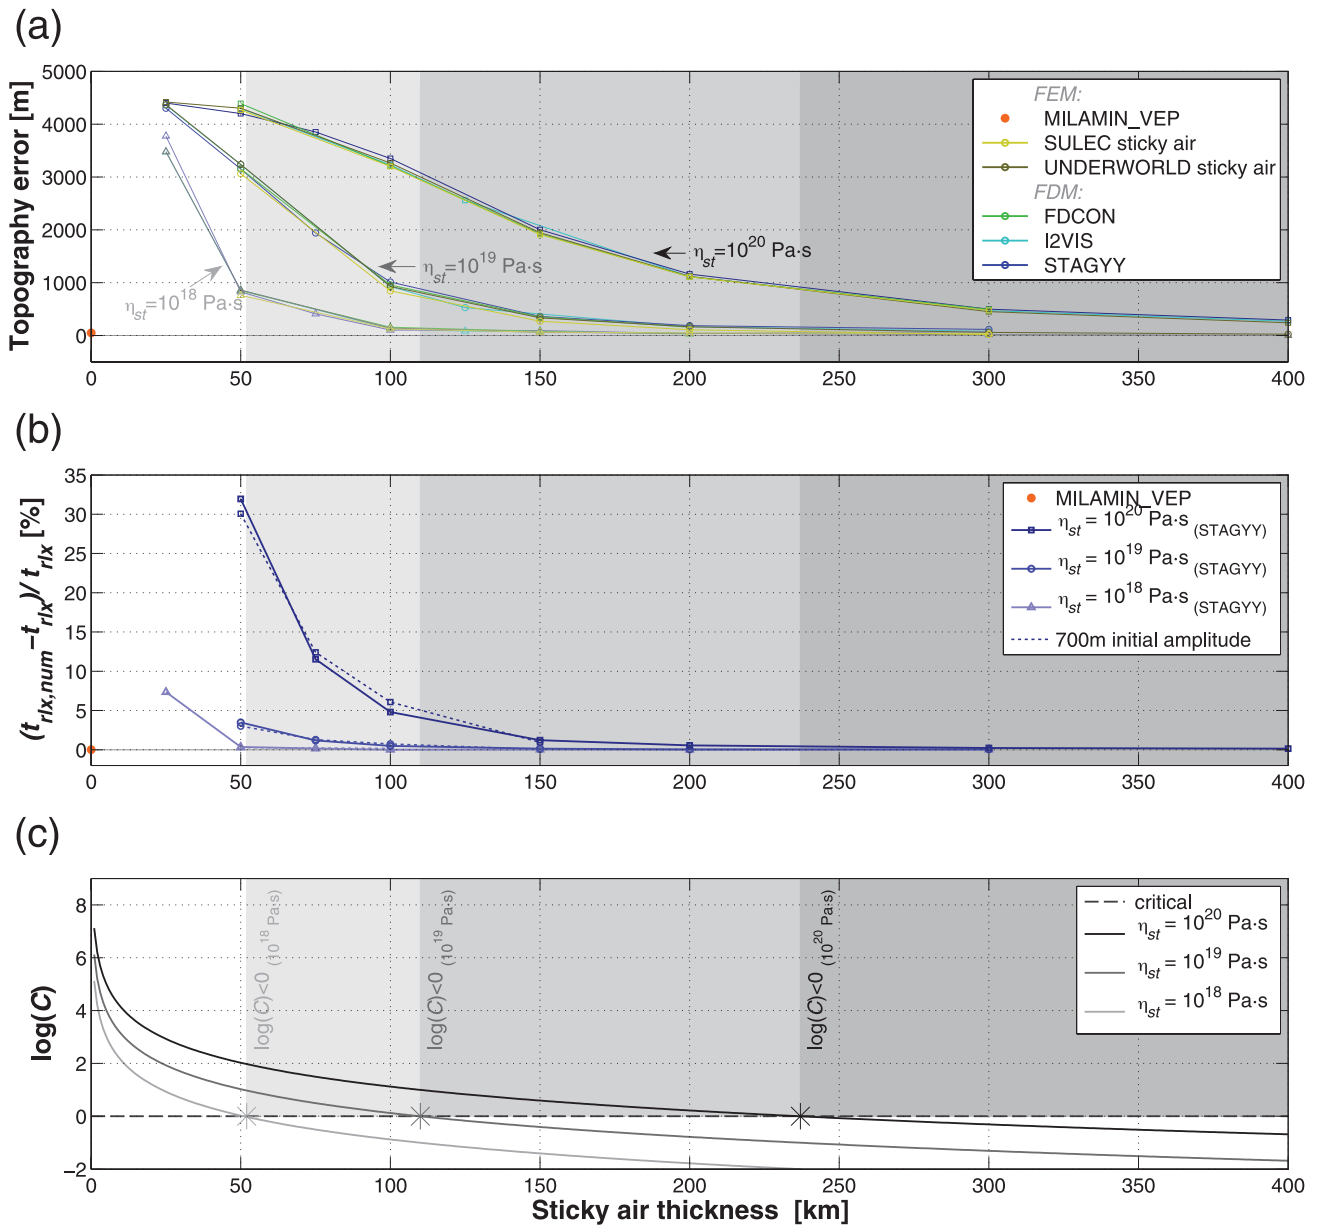 (a)
Topography error [m]
5000
4000
3000
2000
1000
0
0 50 100 150 200 250 300 350 400
ηst=10^18 Pa·s
ηst=10^19 Pa·s
ηst=10^20 Pa·s
FEM:
MILAMIN_VEP
SULEC sticky air
UNDERWORLD sticky air
FDM:
FDCON
I2VIS
STAGYY
(b)
(t_rlx,num−t_rlx)/ t_rlx [%]
35
30
25
20
15
10
5
0
0 50 100 150 200 250 300 350 400
MILAMIN_VEP
ηst = 10^20 Pa·s (STAGYY)
ηst = 10^19 Pa·s (STAGYY)
ηst = 10^18 Pa·s (STAGYY)
700m initial amplitude
(c)
log(C)
8
6
4
2
0
−2
log(C)<0 (10^18 Pa·s)
log(C)<0 (10^19 Pa·s)
log(C)<0 (10^20 Pa·s)
critical
ηst = 10^20 Pa·s
ηst = 10^19 Pa·s
ηst = 10^18 Pa·s
0 50 100 150 200 250 300 350 400
Sticky air thickness [km]